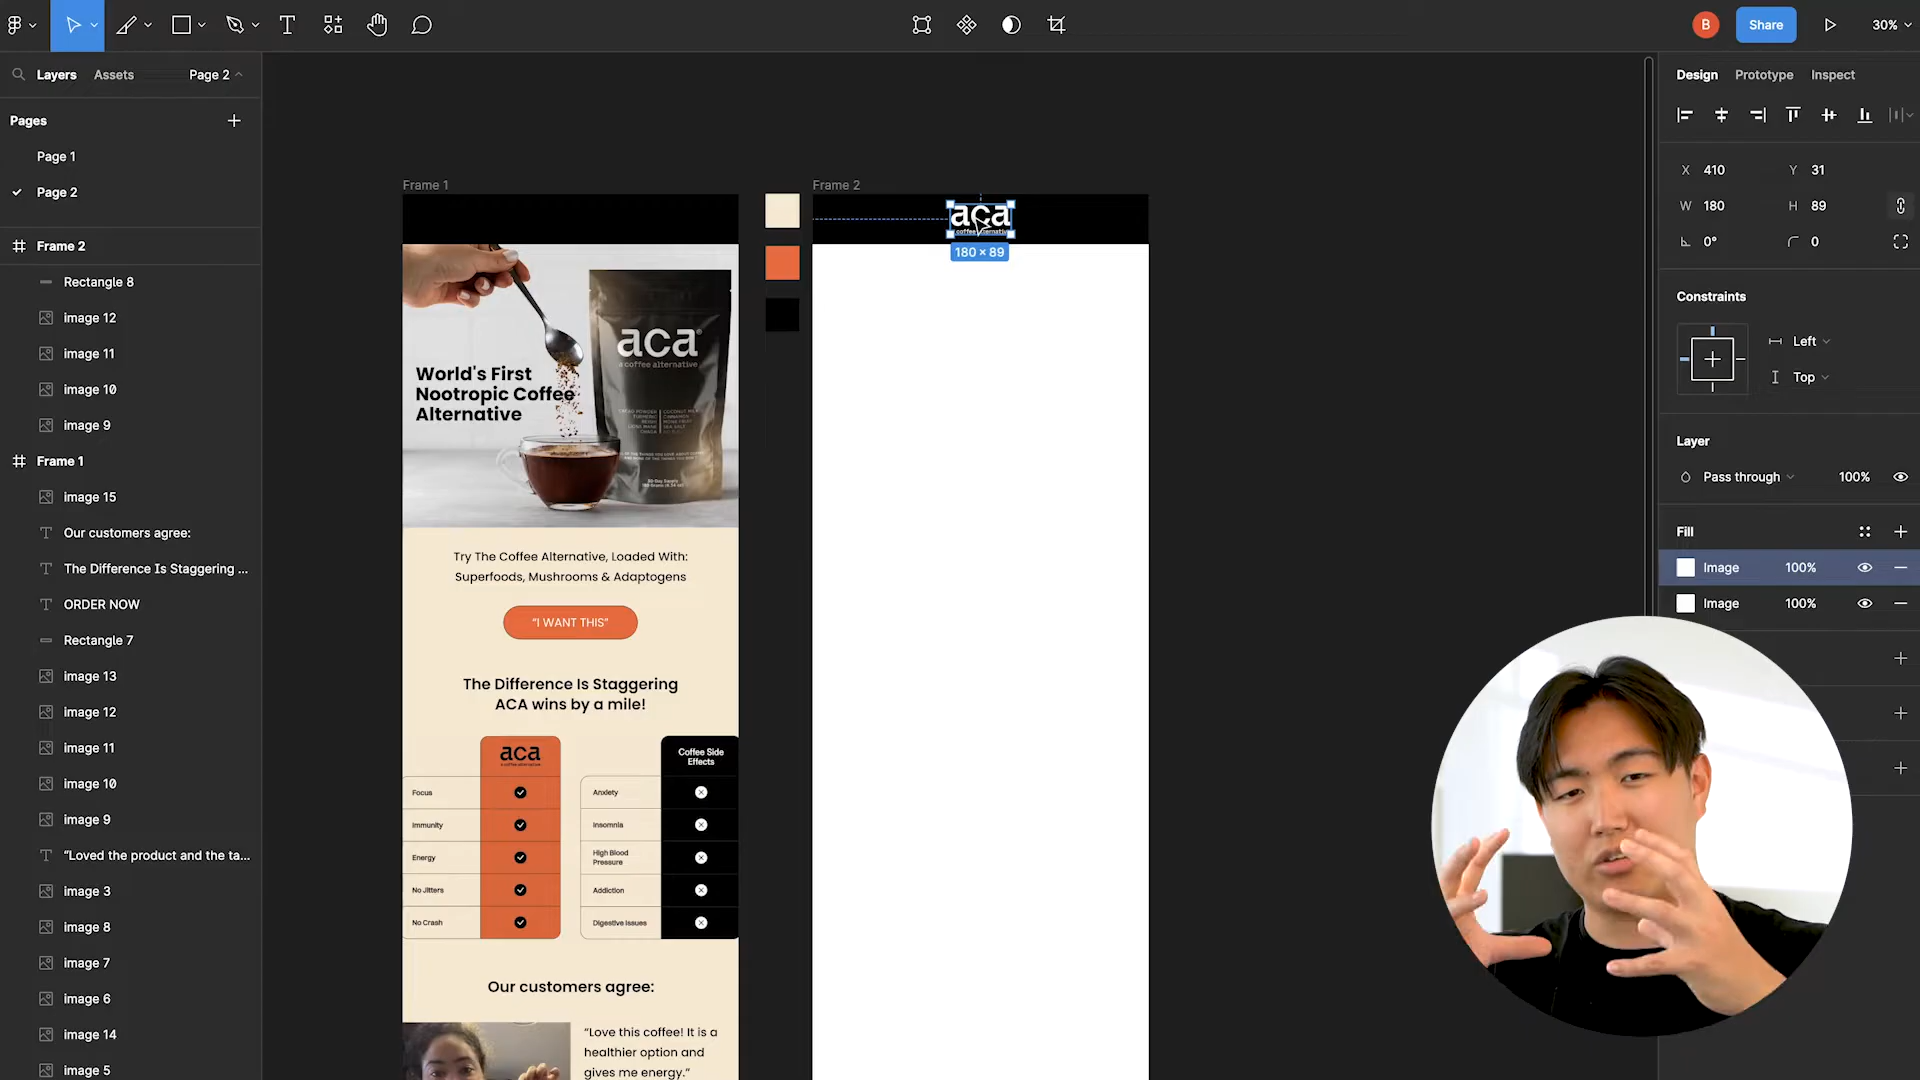 B
Share
30%
Layers
Assets
Page 2
Pages
Page 1
Page 2
Frame 2
Rectangle 8
image 12
image 11
image 10
image 9
Frame 1
image 15
Our customers agree:
The Difference Is Staggering ...
ORDER NOW
Rectangle 7
image 13
image 12
image 11
image 10
image 9
“Loved the product and the ta...
image 3
image 8
image 7
image 6
image 14
image 5
Frame 1
World's First
Nootropic Coffee
Alternative
aca®
a coffee alternative
Try The Coffee Alternative, Loaded With:
Superfoods, Mushrooms & Adaptogens
“I WANT THIS”
The Difference Is Staggering
ACA wins by a mile!
aca
a coffee alternative
Focus
Immunity
Energy
No Jitters
No Crash
Coffee Side
Effects
Anxiety
Insomnia
High Blood
Pressure
Addiction
Digestive Issues
Our customers agree:
“Love this coffee! It is a
healthier option and
gives me energy.”
Frame 2
aca
180 × 89
Design
Prototype
Inspect
X 410
Y 31
W 180
H 89
0°
0
Constraints
Left
Top
Layer
Pass through
100%
Fill
Image 100%
Image 100%